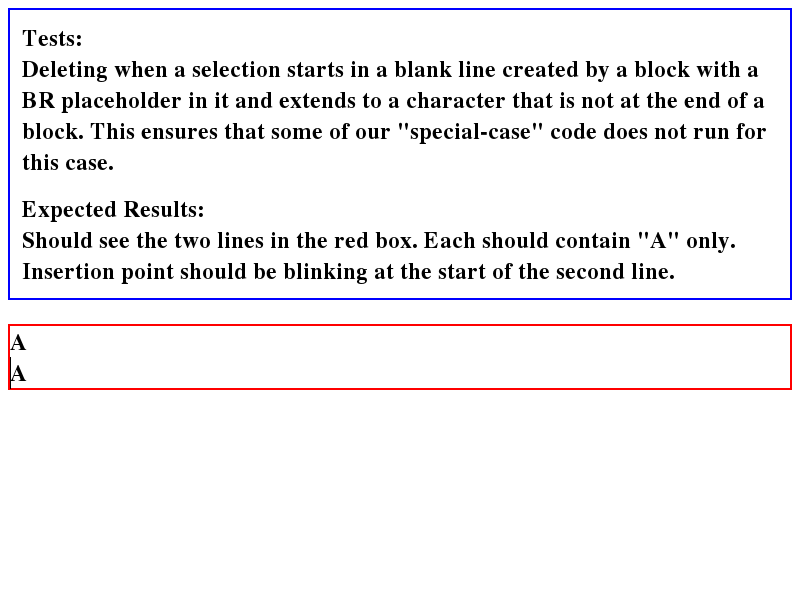 Tests:
Deleting when a selection starts in a blank line created by a block with a
BR placeholder in it and extends to a character that is not at the end of a
block. This ensures that some of our "special-case" code does not run for
this case.
Expected Results:
Should see the two lines in the red box. Each should contain "A" only.
Insertion point should be blinking at the start of the second line.
A
A